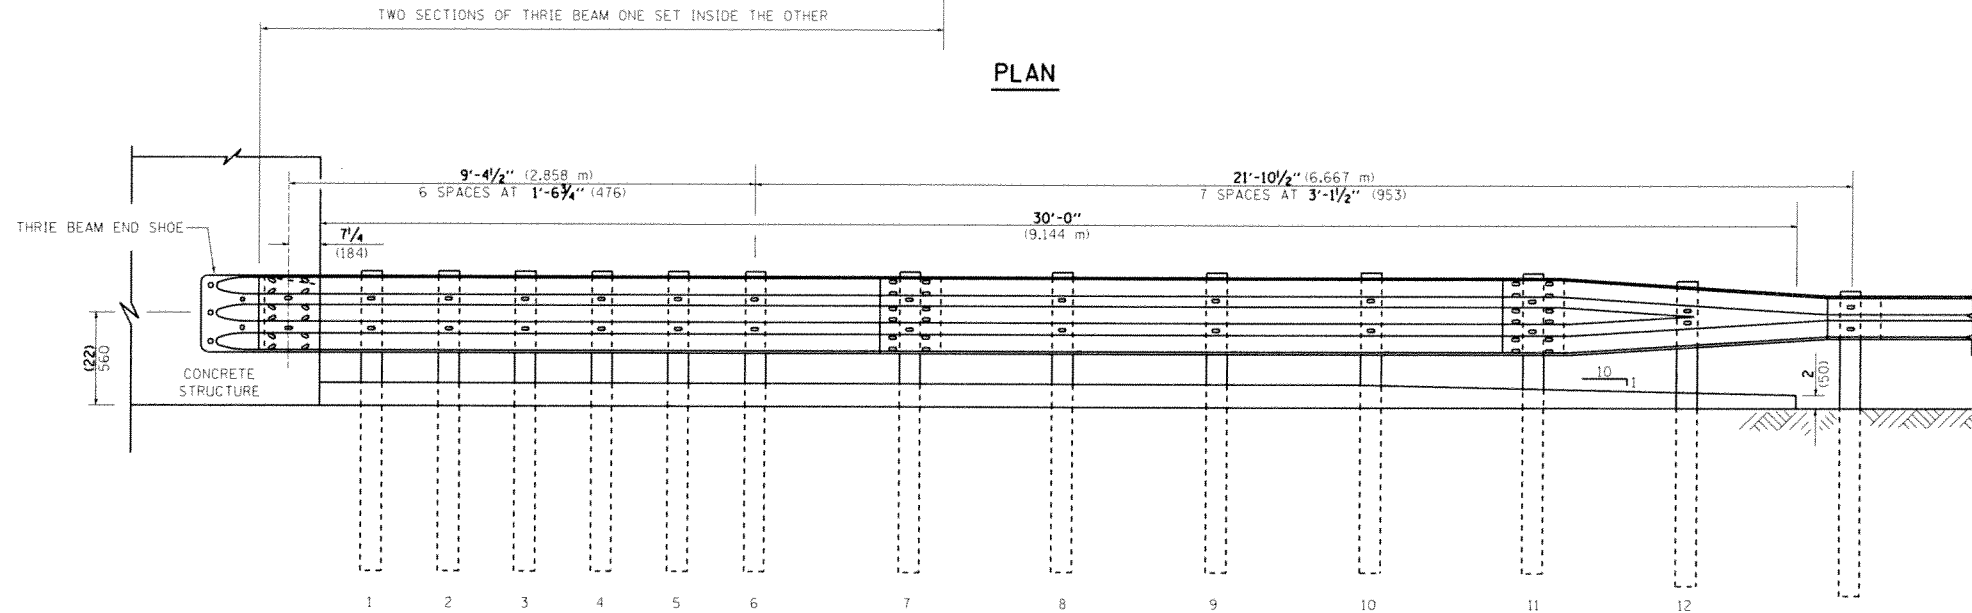 TWO SECTIONS OF THRIE BEAM ONE SET INSIDE THE OTHER
PLAN
9'-4½" (2.858 m)
6 SPACES AT 1'-6¾" (476)
21'-10½" (6.667 m)
7 SPACES AT 3'-1½" (953)
30'-0"
(9.144 m)
THRIE BEAM END SHOE
7¼
(184)
(22)
560
CONCRETE
STRUCTURE
10
1
2
(50)
1 2 3 4 5 6 7 8 9 10 11 12